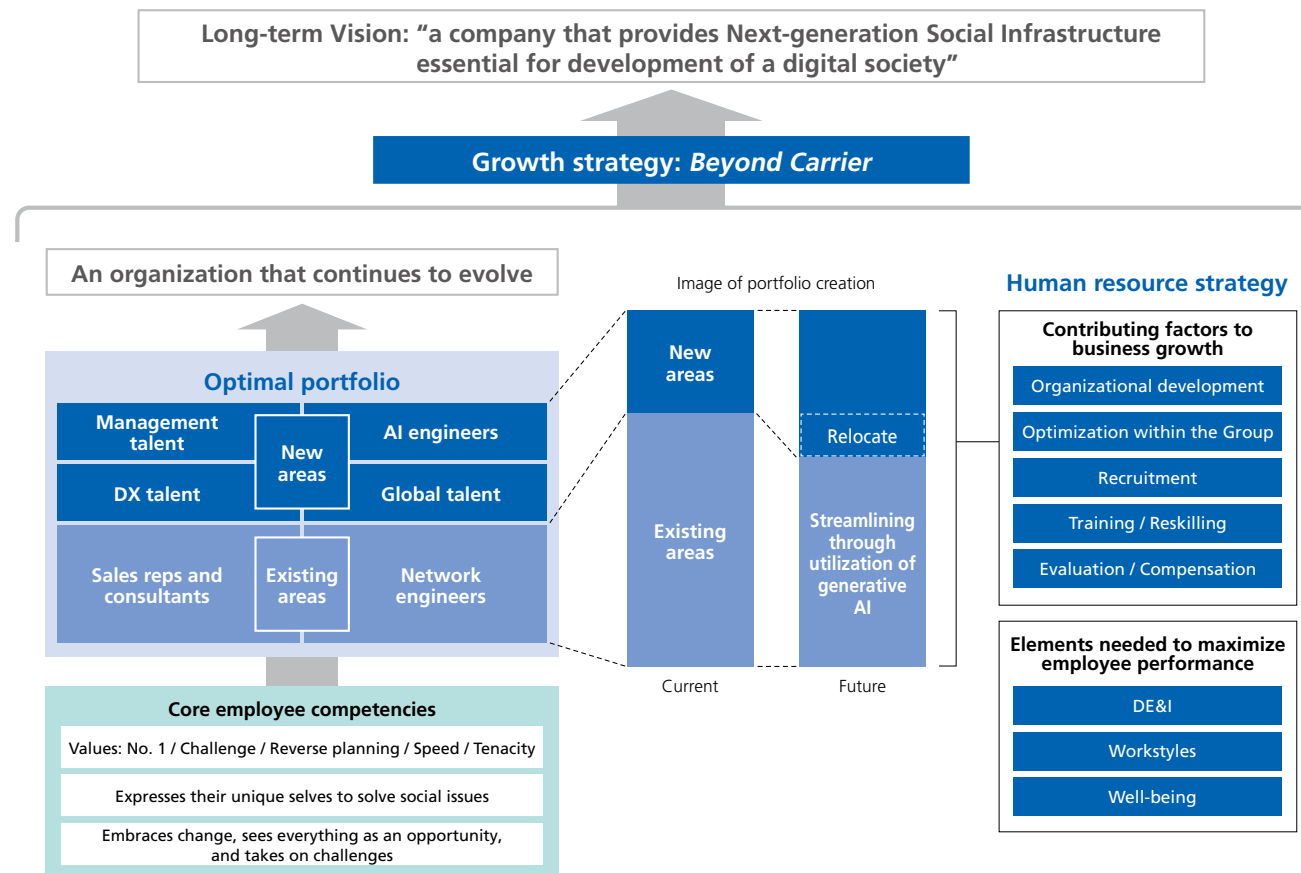 Long-term Vision: “a company that provides Next-generation Social Infrastructure
essential for development of a digital society”
Growth strategy: Beyond Carrier
An organization that continues to evolve
Optimal portfolio
Management
talent
AI engineers
New
areas
DX talent
Global talent
Sales reps and
consultants
Existing
areas
Network
engineers
Core employee competencies
Values: No. 1 / Challenge / Reverse planning / Speed / Tenacity
Expresses their unique selves to solve social issues
Embraces change, sees everything as an opportunity,
and takes on challenges
Image of portfolio creation
New
areas
Existing
areas
Current
Relocate
Streamlining
through
utilization of
generative
AI
Future
Human resource strategy
Contributing factors to
business growth
Organizational development
Optimization within the Group
Recruitment
Training / Reskilling
Evaluation / Compensation
Elements needed to maximize
employee performance
DE&I
Workstyles
Well-being